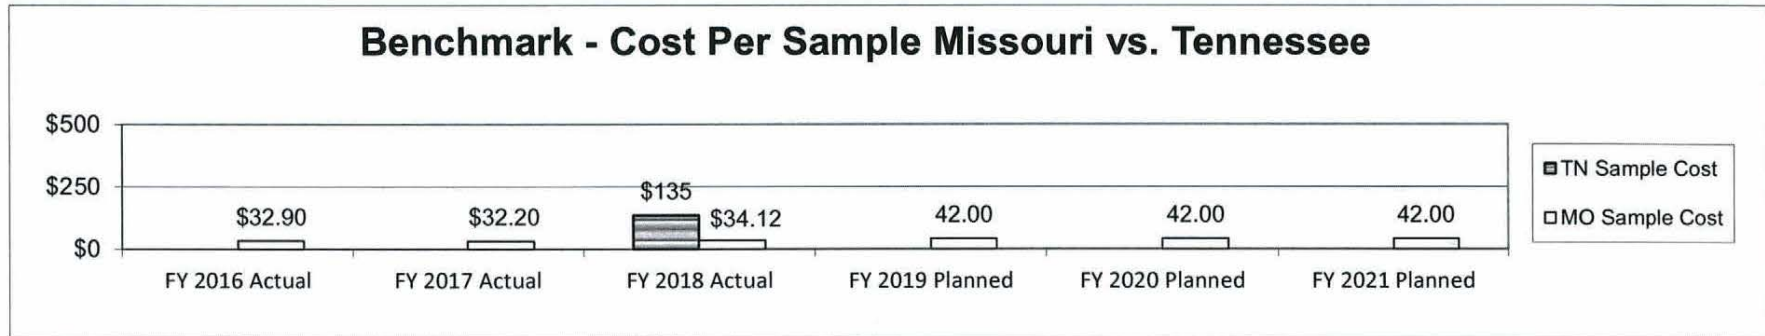 Benchmark - Cost Per Sample Missouri vs. Tennessee
$500
$250
$0
$32.90
$32.20
$135
$34.12
42.00
42.00
42.00
FY 2016 Actual
FY 2017 Actual
FY 2018 Actual
FY 2019 Planned
FY 2020 Planned
FY 2021 Planned
TN Sample Cost
MO Sample Cost